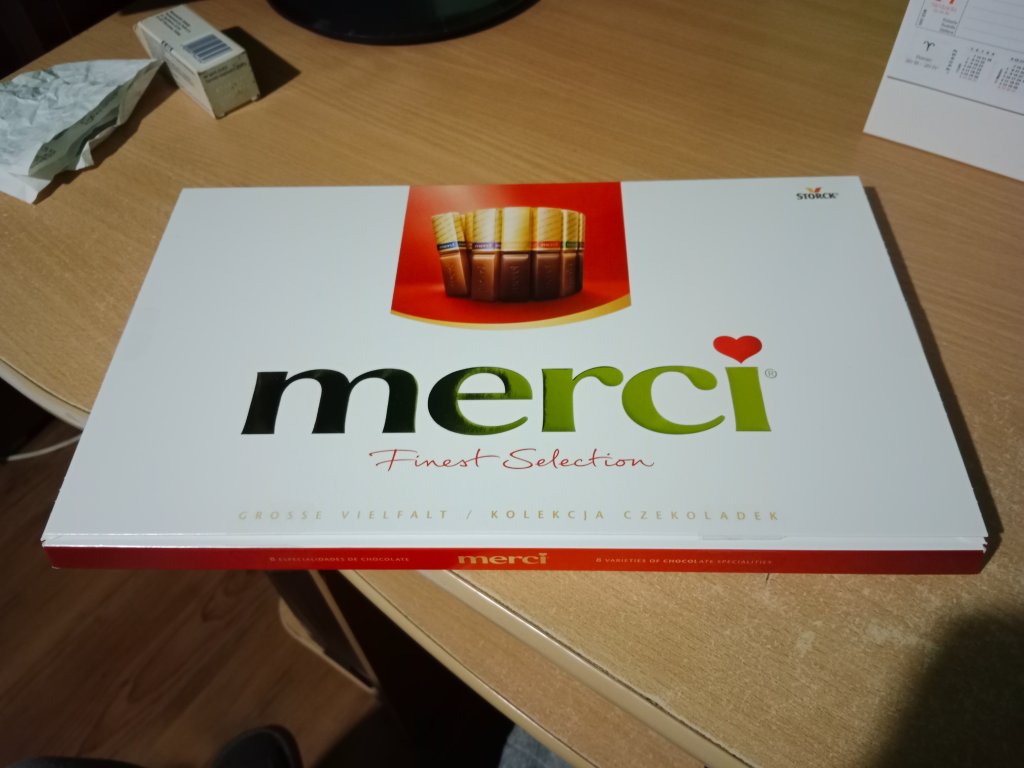 STORCK®
merci®
Finest Selection
GROSSE VIELFALT / KOLEKCJA CZEKOLADEK
8 ESPECIALIDADES DE CHOCOLATE merci 8 VARIETIES OF CHOCOLATE SPECIALITIES